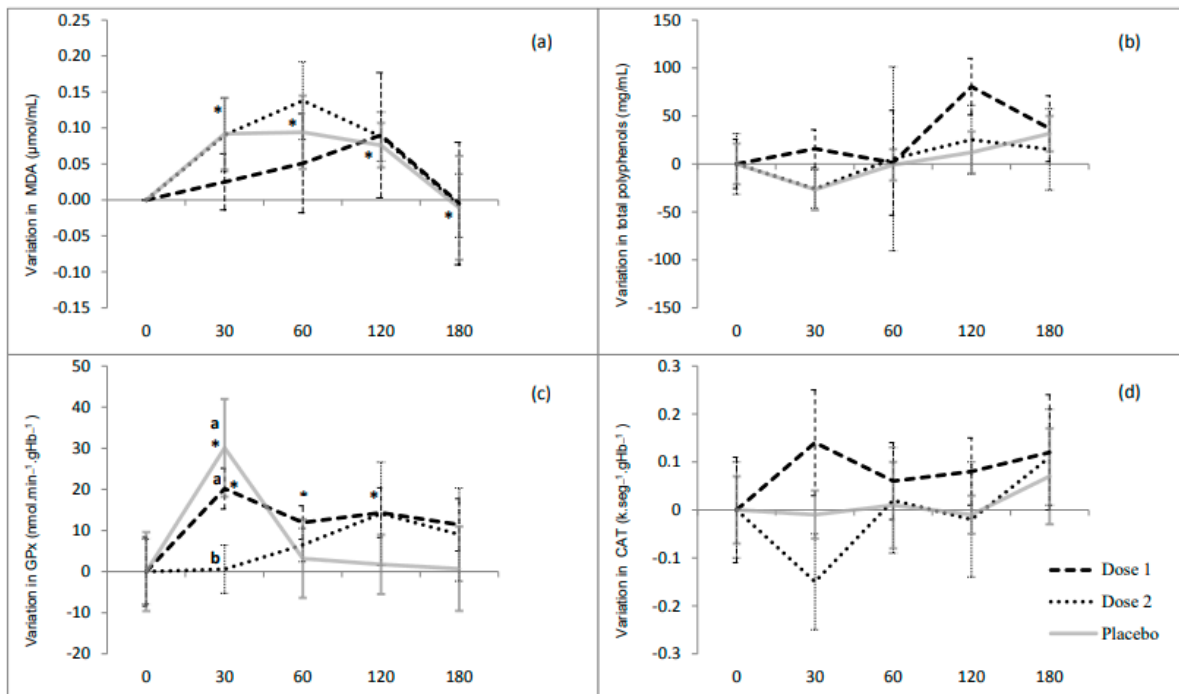 (a)
Variation in MDA (µmol/mL)
0.25
0.20
0.15
0.10
0.05
0.00
-0.05
-0.10
0.15
*
*
*
*
0 30 60 120 180
(b)
Variation in total polyphenols (mg/mL)
150
100
50
0
-50
-100
-150
0 30 60 120 180
(c)
Variation in GPx (nmol.min⁻¹.gHb⁻¹ )
50
40
30
20
10
0
-10
-20
a
*
a *
b
*
*
0 30 60 120 180
(d)
Variation in CAT (k.seg⁻¹.gHb⁻¹ )
0.3
0.2
0.1
0
-0.1
-0.2
-0.3
0 30 60 120 180
Dose 1
Dose 2
Placebo